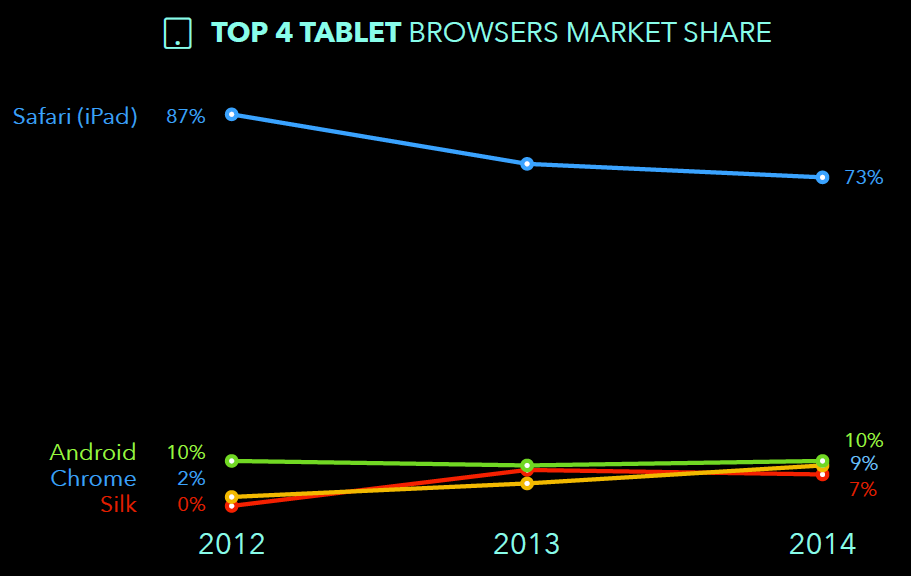 TOP 4 TABLET BROWSERS MARKET SHARE
Safari (iPad) 87%
73%
Android 10%
Chrome 2%
Silk 0%
10%
9%
7%
2012 2013 2014